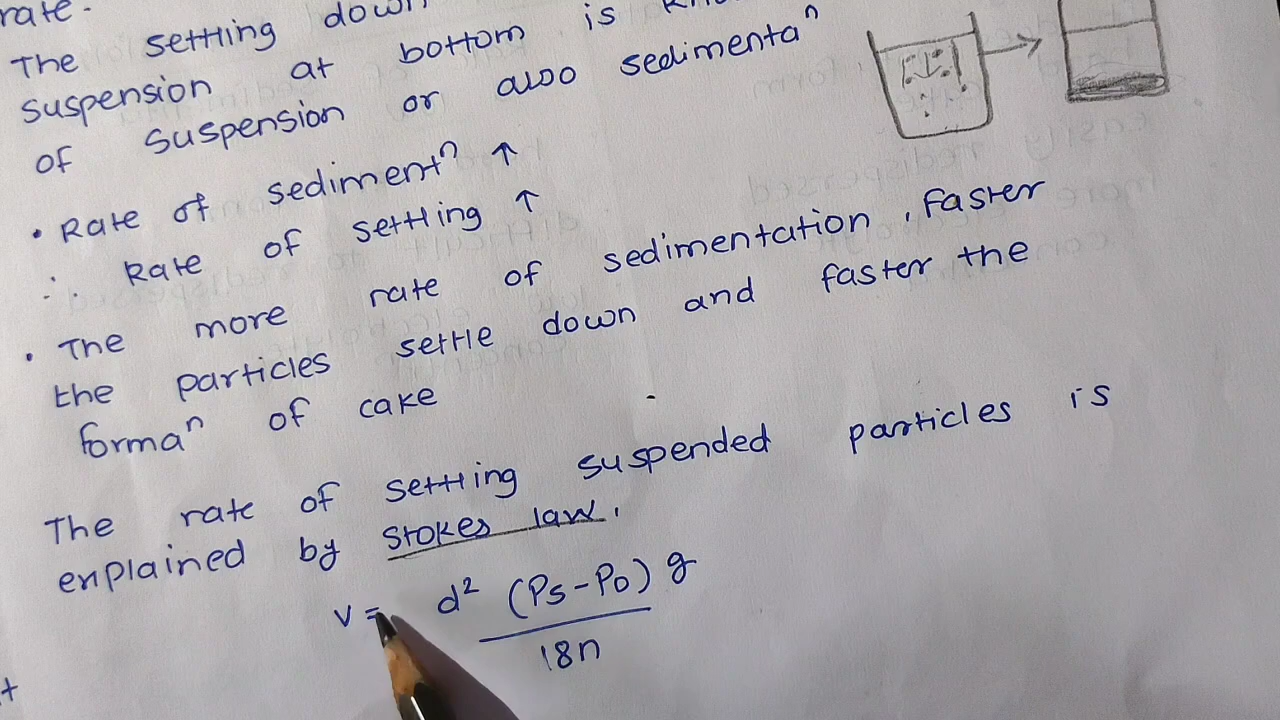 rate.
The settling down
suspension at bottom is
of suspension or also sedimentaⁿ
• Rate of sedimentⁿ ↑
∴ Rate of settling ↑
• The more rate of sedimentation, faster
the particles settle down and faster the
formaⁿ of cake
The rate of settling suspended particles is
explained by Stokes law.
v = d² (Ps - Po) g
18n